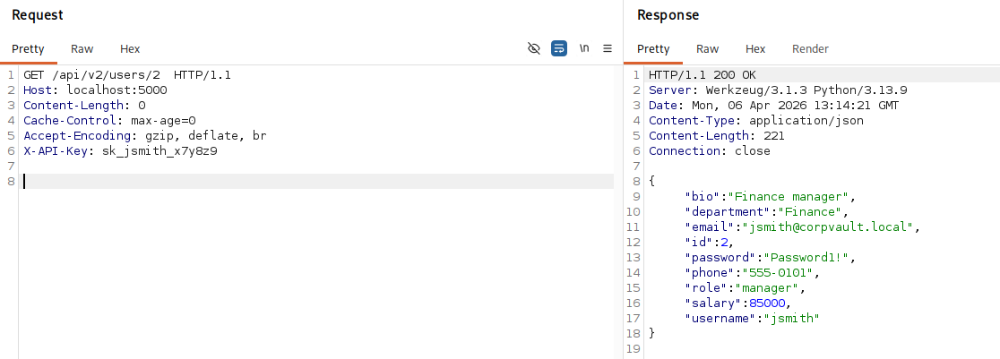 Request
Pretty Raw Hex \n
1 GET /api/v2/users/2  HTTP/1.1
2 Host: localhost:5000
3 Content-Length: 0
4 Cache-Control: max-age=0
5 Accept-Encoding: gzip, deflate, br
6 X-API-Key: sk_jsmith_x7y8z9
7
8
Response
Pretty Raw Hex Render
1 HTTP/1.1 200 OK
2 Server: Werkzeug/3.1.3 Python/3.13.9
3 Date: Mon, 06 Apr 2026 13:14:21 GMT
4 Content-Type: application/json
5 Content-Length: 221
6 Connection: close
7
8 {
9 "bio":"Finance manager",
10 "department":"Finance",
11 "email":"jsmith@corpvault.local",
12 "id":2,
13 "password":"Password1!",
14 "phone":"555-0101",
15 "role":"manager",
16 "salary":85000,
17 "username":"jsmith"
18 }
19